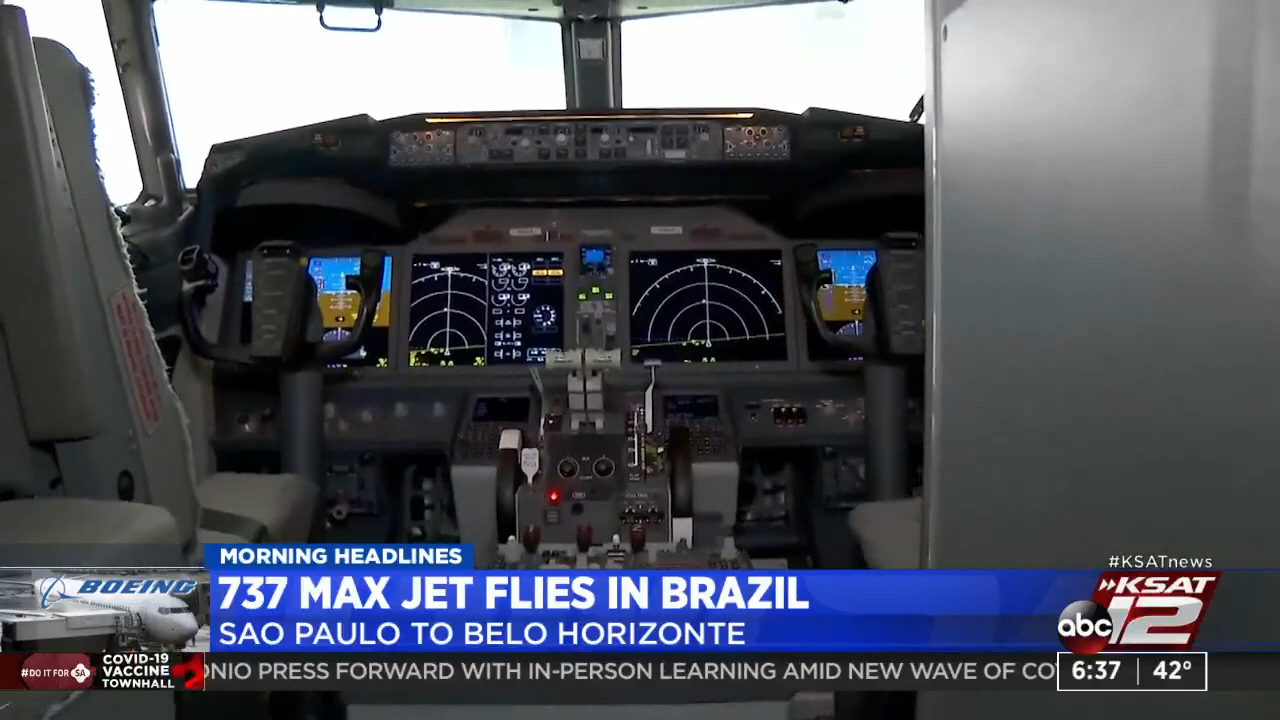 MORNING HEADLINES
#KSATnews
BOEING
737 MAX JET FLIES IN BRAZIL
SAO PAULO TO BELO HORIZONTE
abc
KSAT
12
#DO IT FOR SA
COVID-19
VACCINE
TOWNHALL
ONIO PRESS FORWARD WITH IN-PERSON LEARNING AMID NEW WAVE OF CO
6:37
42°